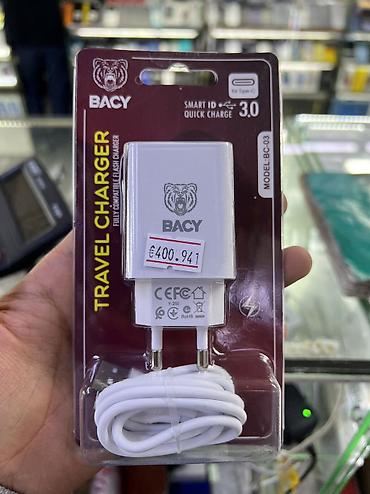 BACY
for Type-C
SMART ID 3.0
QUICK CHARGE
MODEL:BC-03
TRAVEL CHARGER
FULLY COMPATIBLE FLASH CHARGER
BACY
€400.941
CE FC
RoHS